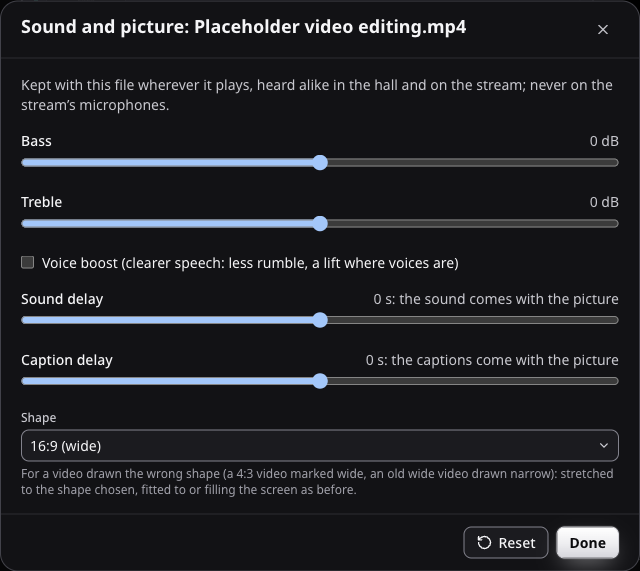 Sound and picture: Placeholder video editing.mp4
Kept with this file wherever it plays, heard alike in the hall and on the stream; never on the
stream’s microphones.
Bass 0 dB
Treble 0 dB
Voice boost (clearer speech: less rumble, a lift where voices are)
Sound delay 0 s: the sound comes with the picture
Caption delay 0 s: the captions come with the picture
Shape
16:9 (wide)
For a video drawn the wrong shape (a 4:3 video marked wide, an old wide video drawn narrow): stretched
to the shape chosen, fitted to or filling the screen as before.
Reset Done